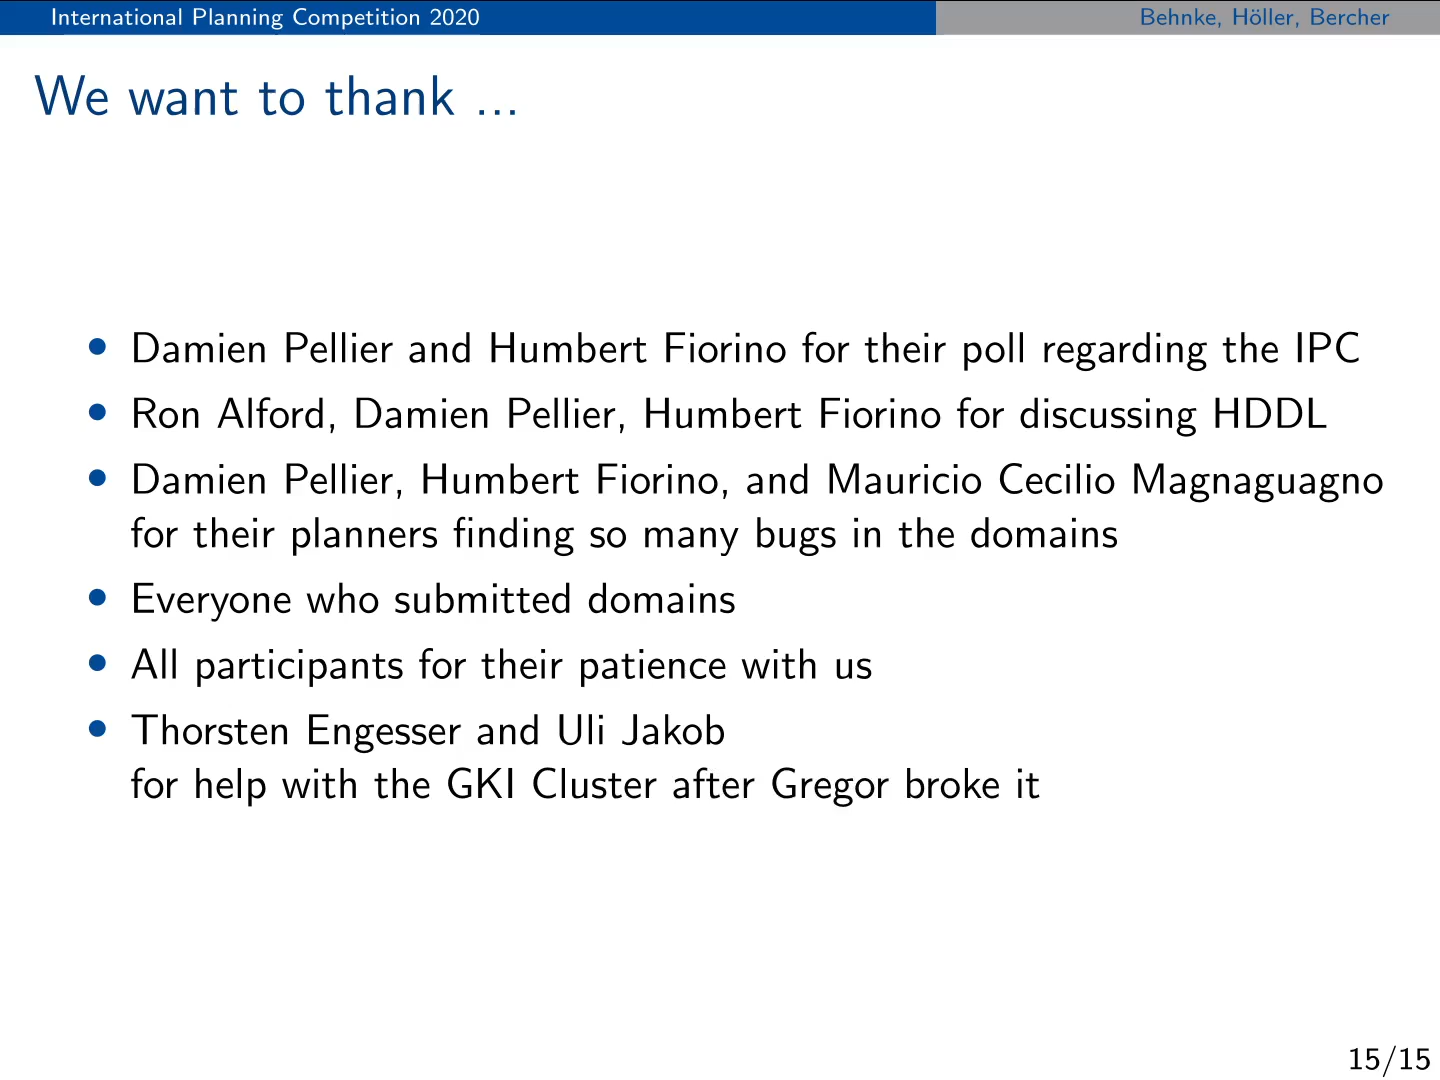 International Planning Competition 2020
Behnke, Höller, Bercher
We want to thank ...
• Damien Pellier and Humbert Fiorino for their poll regarding the IPC
• Ron Alford, Damien Pellier, Humbert Fiorino for discussing HDDL
• Damien Pellier, Humbert Fiorino, and Mauricio Cecilio Magnaguagno
for their planners finding so many bugs in the domains
• Everyone who submitted domains
• All participants for their patience with us
• Thorsten Engesser and Uli Jakob
for help with the GKI Cluster after Gregor broke it
15/15